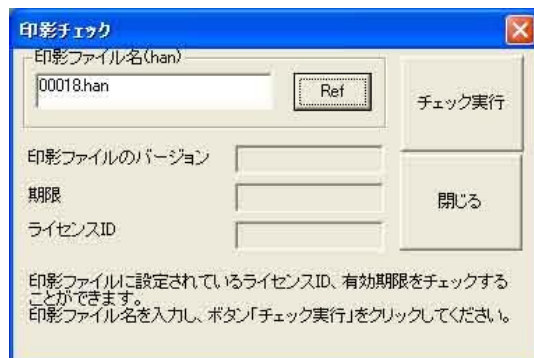 印影チェック
印影ファイル名(han)
00018.han
Ref
チェック実行
印影ファイルのバージョン
期限
閉じる
ライセンスID
印影ファイルに設定されているライセンスID、有効期限をチェックする
ことができます。
印影ファイル名を入力し、ボタン「チェック実行」をクリックしてください。